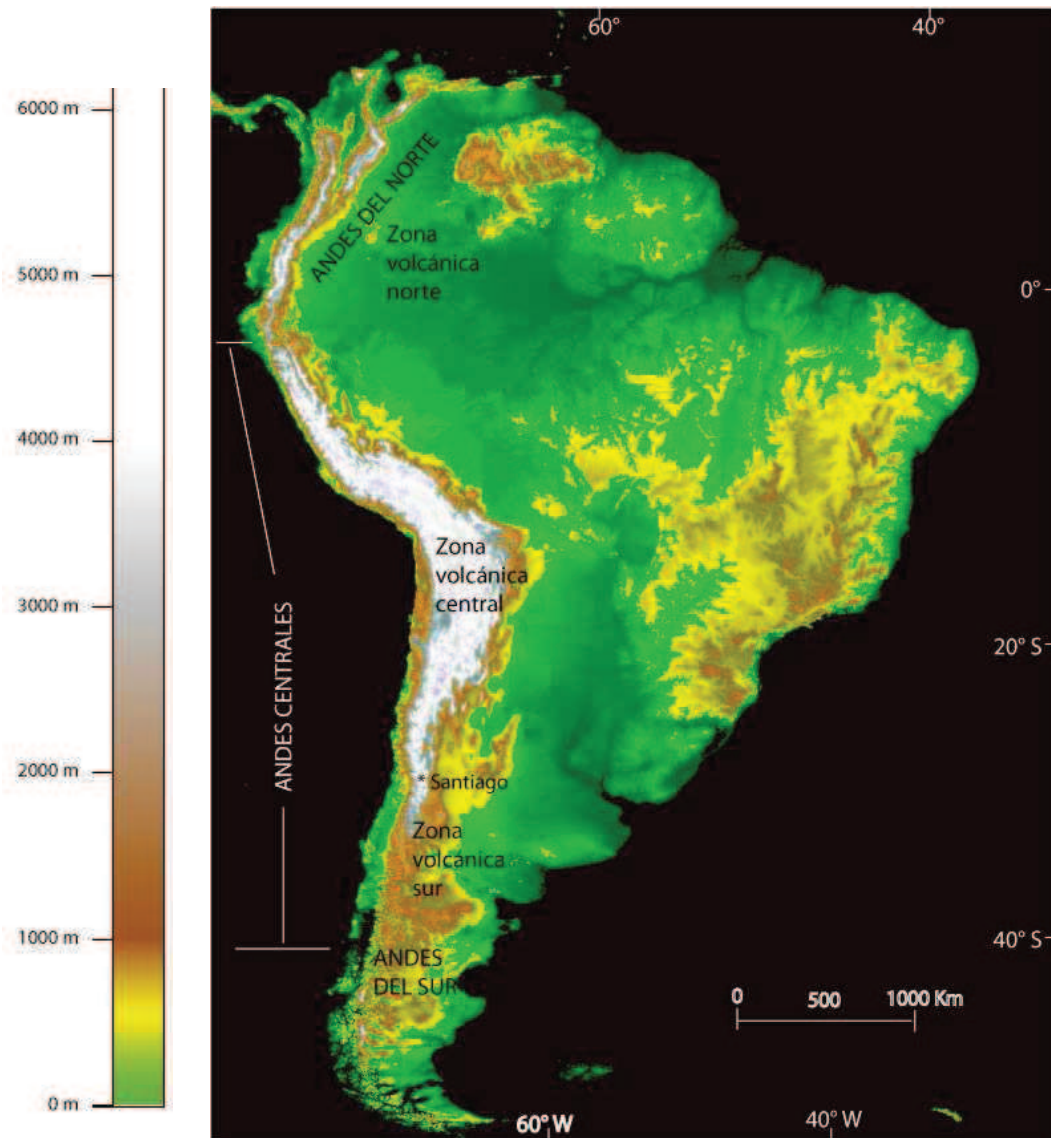 60°
40°
6000 m
5000 m
4000 m
3000 m
2000 m
1000 m
0 m
ANDES DEL NORTE
Zona
volcánica
norte
0°
Zona
volcánica
central
ANDES CENTRALES
20° S
* Santiago
Zona
volcánica
sur
40° S
ANDES
DEL SUR
0 500 1000 Km
60° W
40° W